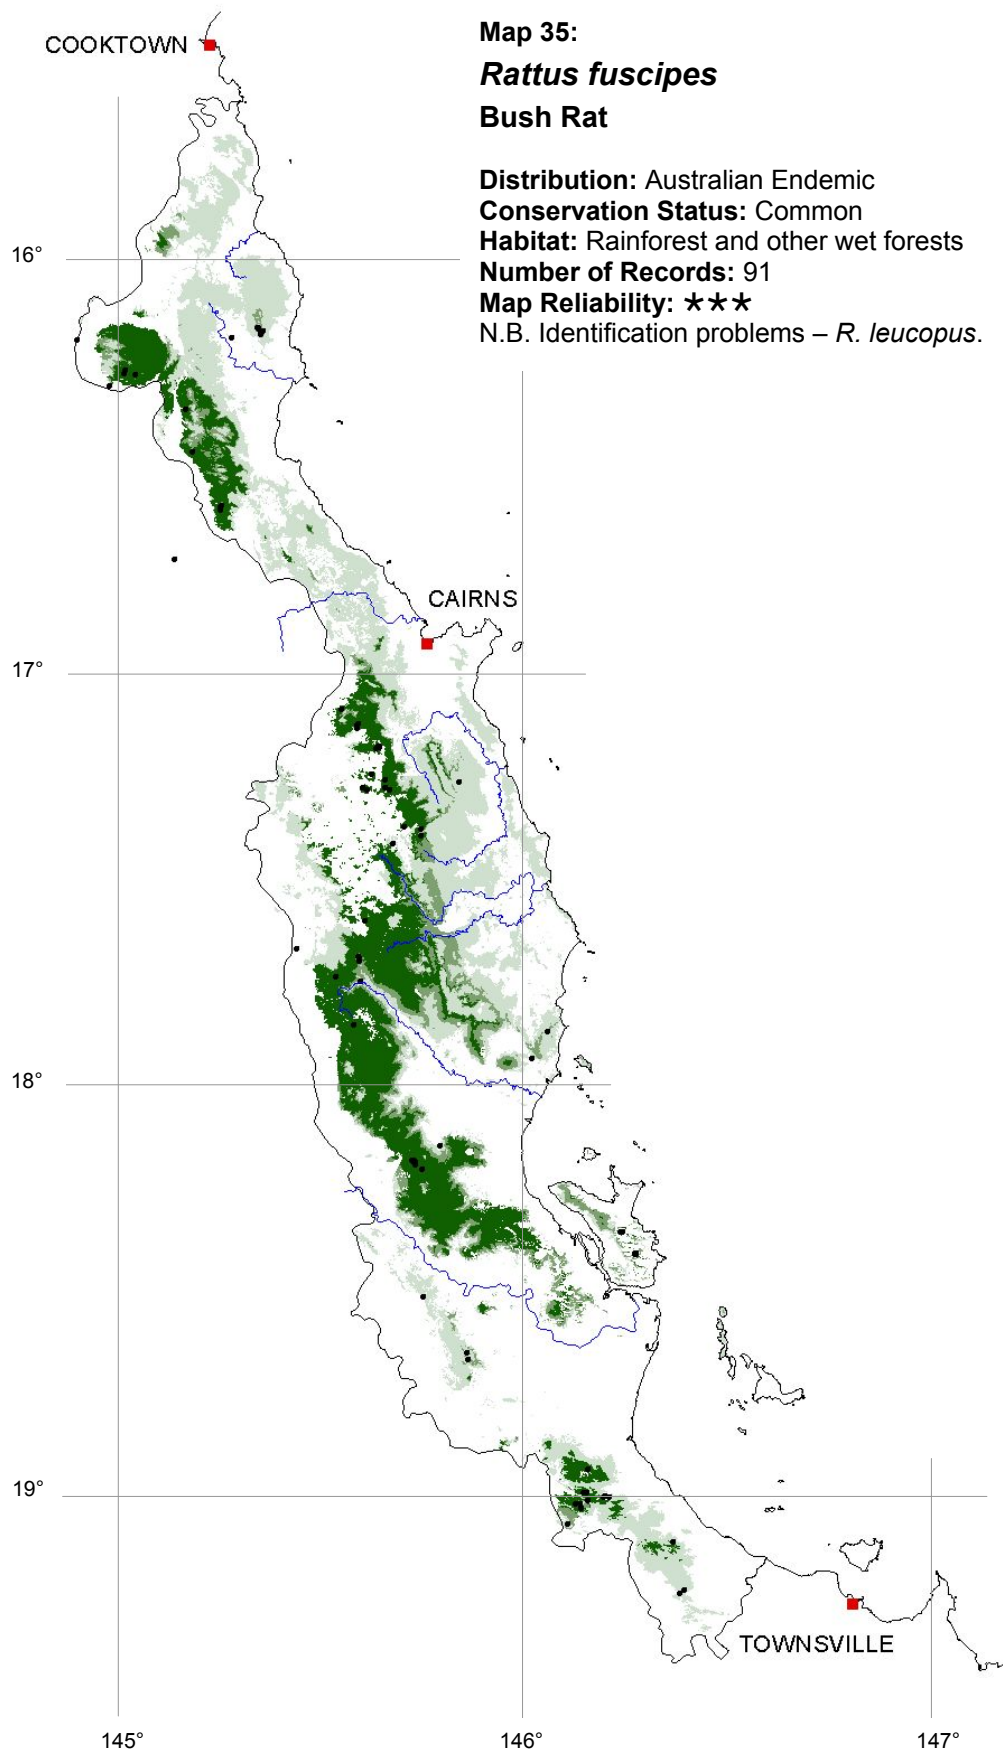 COOKTOWN
Map 35:
Rattus fuscipes
Bush Rat
Distribution: Australian Endemic
Conservation Status: Common
Habitat: Rainforest and other wet forests
Number of Records: 91
Map Reliability: ***
N.B. Identification problems – R. leucopus.
16°
CAIRNS
17°
18°
19°
TOWNSVILLE
145°
146°
147°